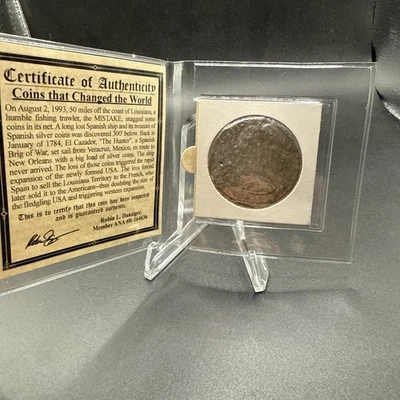 Certificate of Authenticity
Coins that Changed the World
On August 2, 1993, 50 miles off the coast of Louisiana, a
humble fishing trawler, the MISTAKE, snagged some
coins in its net. A long lost Spanish ship and its treasure of
Spanish silver coins was discovered 300' below. Back in
January of 1784, El Cazador, "The Hunter", a Spanish
Brig of War, set sail from Veracruz, Mexico, en route to
New Orleans with a big load of silver coins. The ship
never arrived. The loss of those coins triggered the rapid
expansion of the newly formed USA. The loss forced
Spain to sell the Louisiana Territory to the French, who
later sold it to the Americans--thus doubling the size of
the fledgling USA and triggering western expansion.
This is to certify that this coin has been inspected
and is guaranteed authentic.
Robin L. Danziger
Member ANA #R-164436